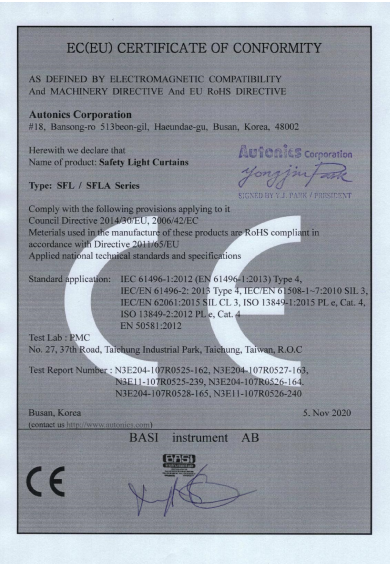 EC(EU) CERTIFICATE OF CONFORMITY
AS DEFINED BY ELECTROMAGNETIC COMPATIBILITY
And MACHINERY DIRECTIVE And EU RoHS DIRECTIVE
Autonics Corporation
#18, Bansong-ro 513beon-gil, Haeundae-gu, Busan, Korea, 48002
Herewith we declare that
Name of product: Safety Light Curtains
Autonics Corporation
Yongjin Park
SIGNED BY Y.J. PARK / PRESIDENT
Type: SFL / SFLA Series
Comply with the following provisions applying to it
Council Directive 2014/30/EU, 2006/42/EC
Meterials used in the manufacture of these products are RoHS compliant in
accordance with Directive 2011/65/EU
Applied national technical standards and specifications
Standard application: IEC 61496-1:2012 (EN 61496-1:2013) Type 4,
IEC/EN 61496-2: 2013 Type 4, IEC/EN 61508-1~7:2010 SIL 3,
IEC/EN 62061:2015 SIL CL 3, ISO 13849-1:2015 PL e, Cat. 4,
ISO 13849-2:2012 PL e, Cat. 4
EN 50581:2012
Test Lab : PMC
No. 27, 37th Road, Taichung Industrial Park, Taichung, Taiwan, R.O.C
Test Report Number : N3E204-107R0525-162, N3E204-107R0527-163,
N3E11-107R0525-239, N3E204-107R0526-164,
N3E204-107R0528-165, N3E11-107R0526-240
Busan, Korea 5. Nov 2020
(contact us http://www.autonics.com)
BASI instrument AB
BASI
CE